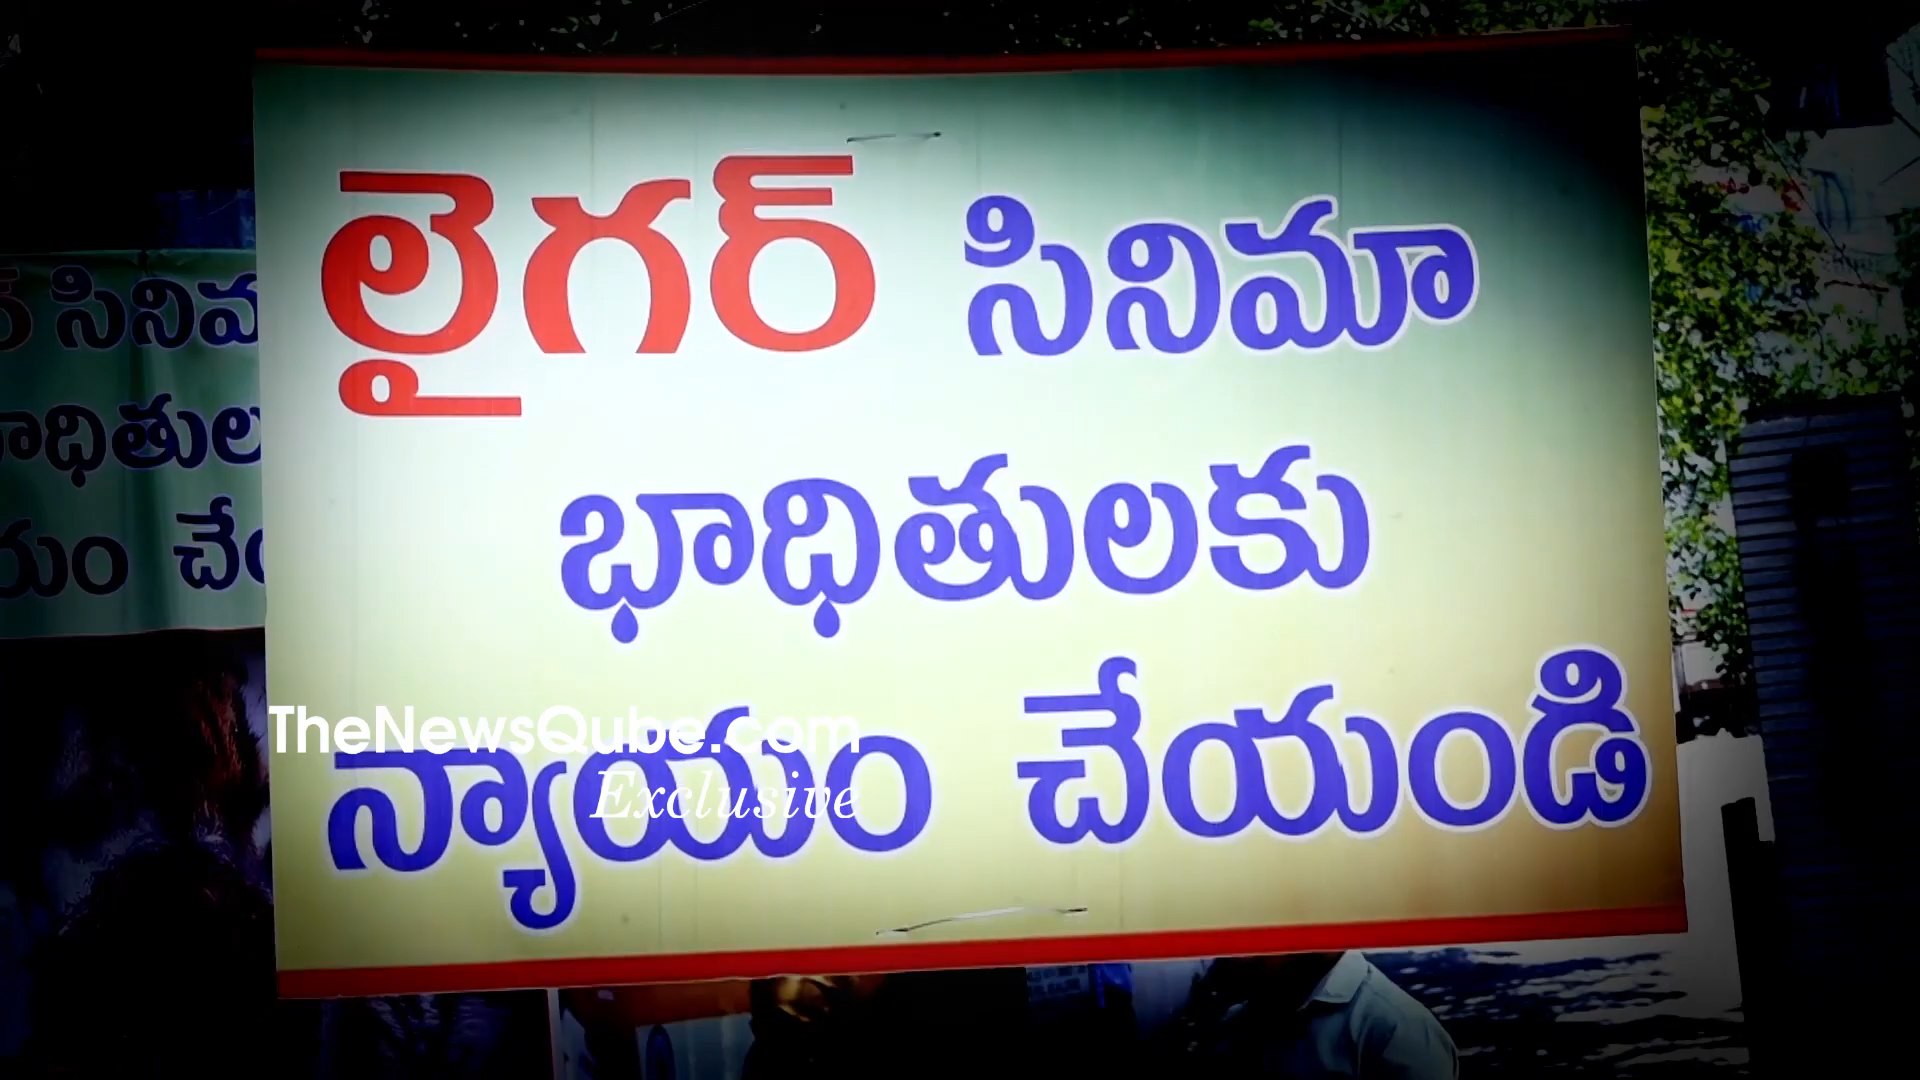 లైగర్ సినిమా
భాధితులకు
న్యాయం చేయండి
TheNewsQube.com
Exclusive
సినిమ